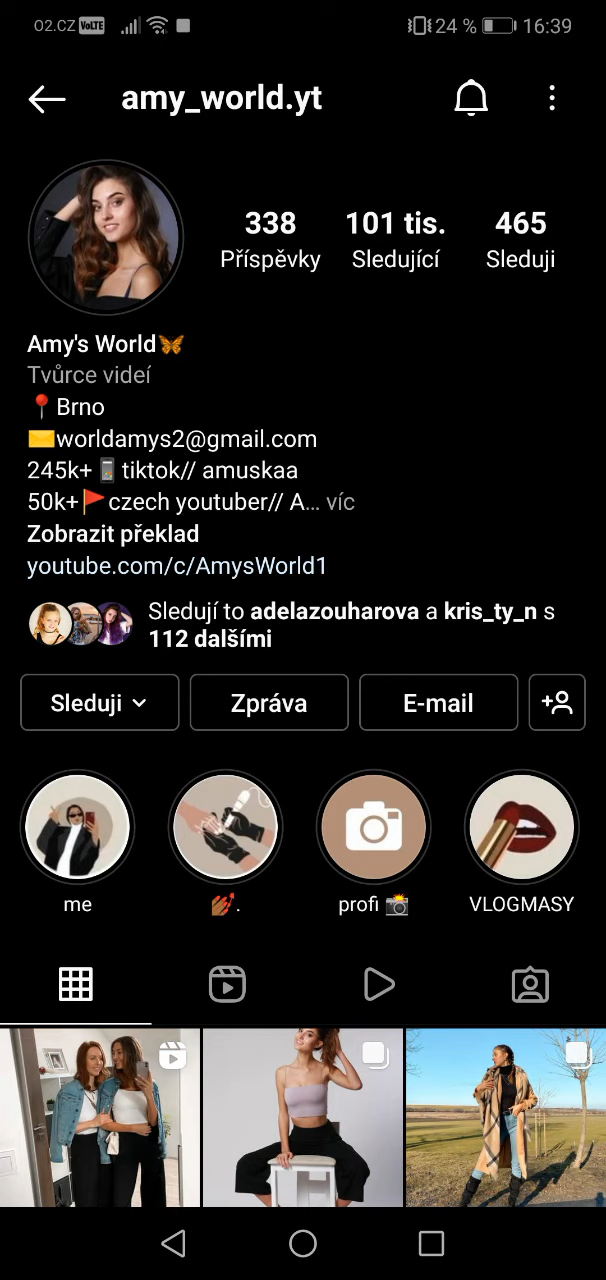 O2.CZ VoLTE 24 % 16:39
amy_world.yt
338 101 tis. 465
Příspěvky Sledující Sleduji
Amy's World🦋
Tvůrce videí
📍Brno
✉️worldamys2@gmail.com
245k+📱tiktok// amuskaa
50k+🚩czech youtuber// A... víc
Zobrazit překlad
youtube.com/c/AmysWorld1
Sledují to adelazouharova a kris_ty_n s
112 dalšími
Sleduji Zpráva E-mail
me 💅🏾. profi 📸 VLOGMASY